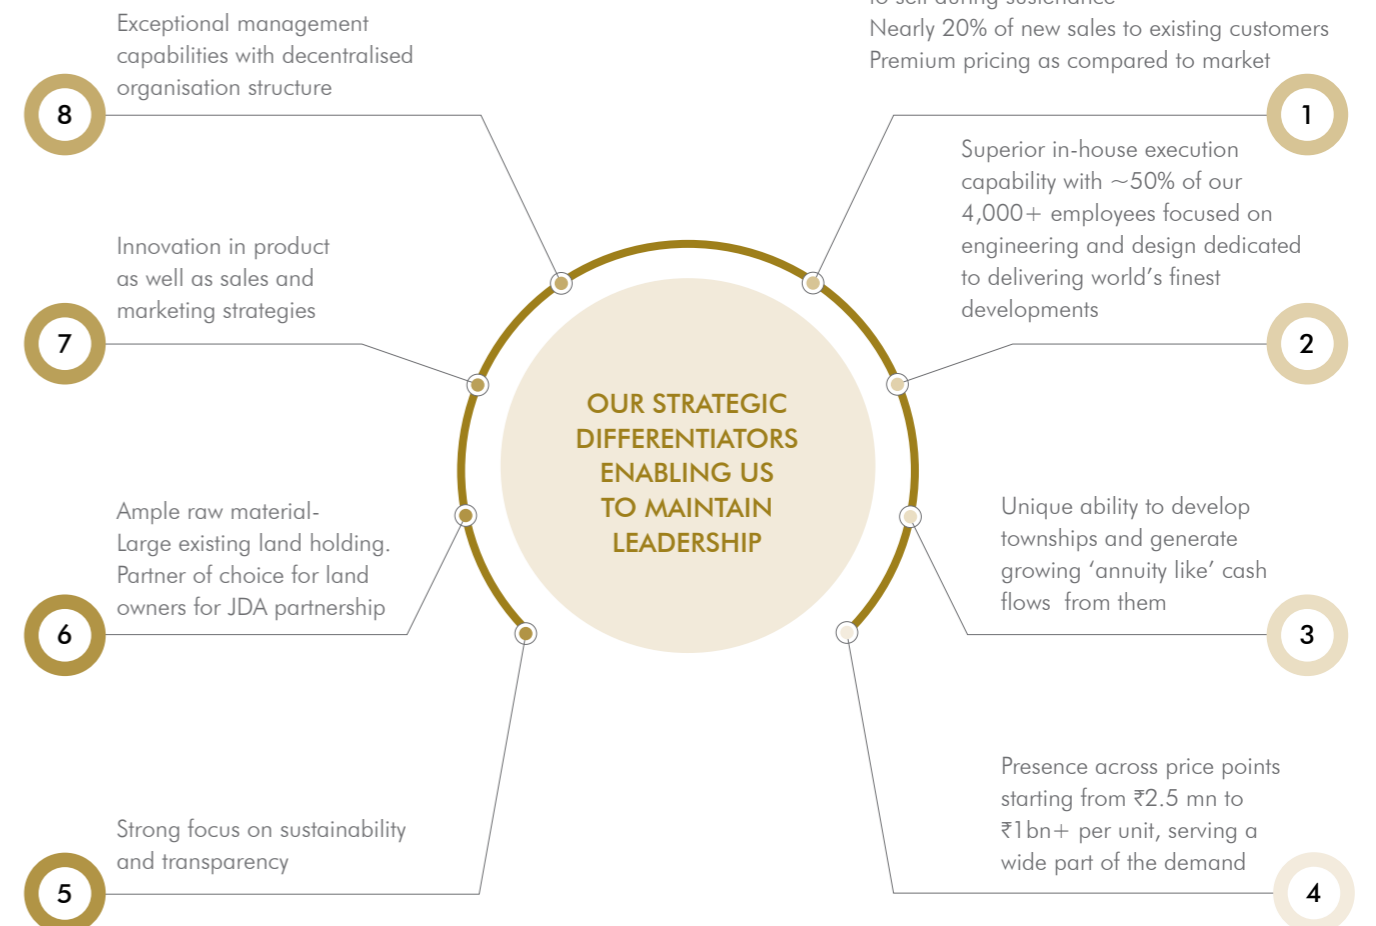 to sell during sustenance
Nearly 20% of new sales to existing customers
Premium pricing as compared to market
1
Superior in-house execution
capability with ~50% of our
4,000+ employees focused on
engineering and design dedicated
to delivering world’s finest
developments
2
Unique ability to develop
townships and generate
growing ‘annuity like’ cash
flows from them
3
Presence across price points
starting from ₹2.5 mn to
₹1bn+ per unit, serving a
wide part of the demand
4
Strong focus on sustainability
and transparency
5
Ample raw material-
Large existing land holding.
Partner of choice for land
owners for JDA partnership
6
Innovation in product
as well as sales and
marketing strategies
7
Exceptional management
capabilities with decentralised
organisation structure
8
OUR STRATEGIC
DIFFERENTIATORS
ENABLING US
TO MAINTAIN
LEADERSHIP